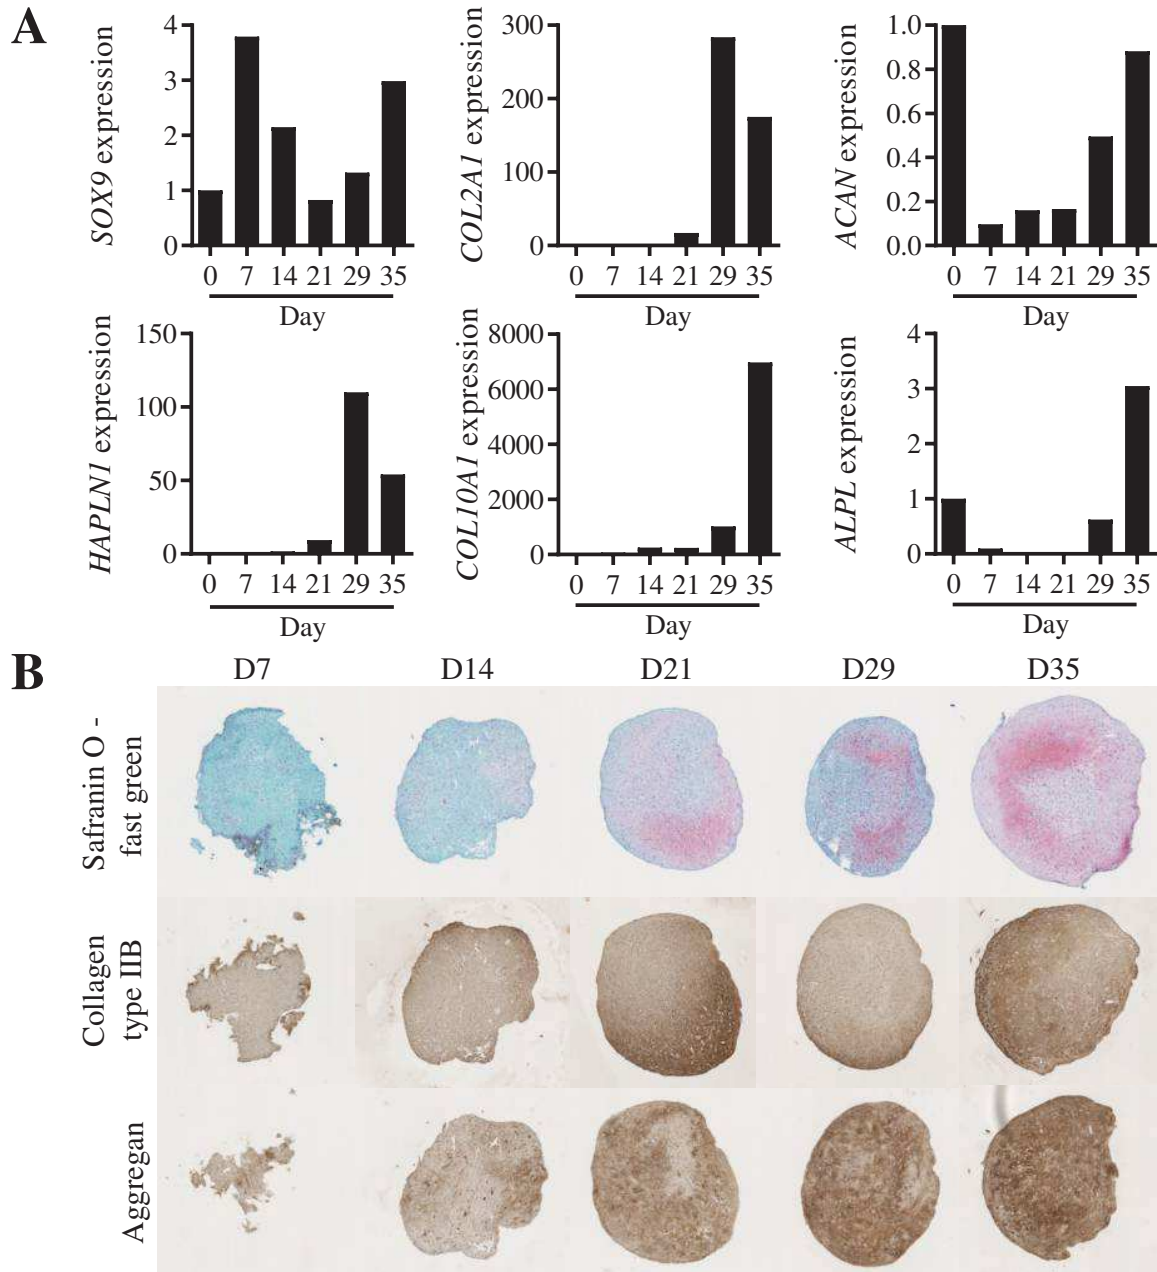 A
SOX9 expression
4
3
2
1
0
0 7 14 21 29 35
Day
COL2A1 expression
300
200
100
0
0 7 14 21 29 35
Day
ACAN expression
1.0
0.8
0.6
0.4
0.2
0.0
0 7 14 21 29 35
Day
HAPLN1 expression
150
100
50
0
0 7 14 21 29 35
Day
COL10A1 expression
8000
6000
4000
2000
0
0 7 14 21 29 35
Day
ALPL expression
4
3
2
1
0
0 7 14 21 29 35
Day
B
D7 D14 D21 D29 D35
Safranin O -
fast green
Collagen
type IIB
Aggregan